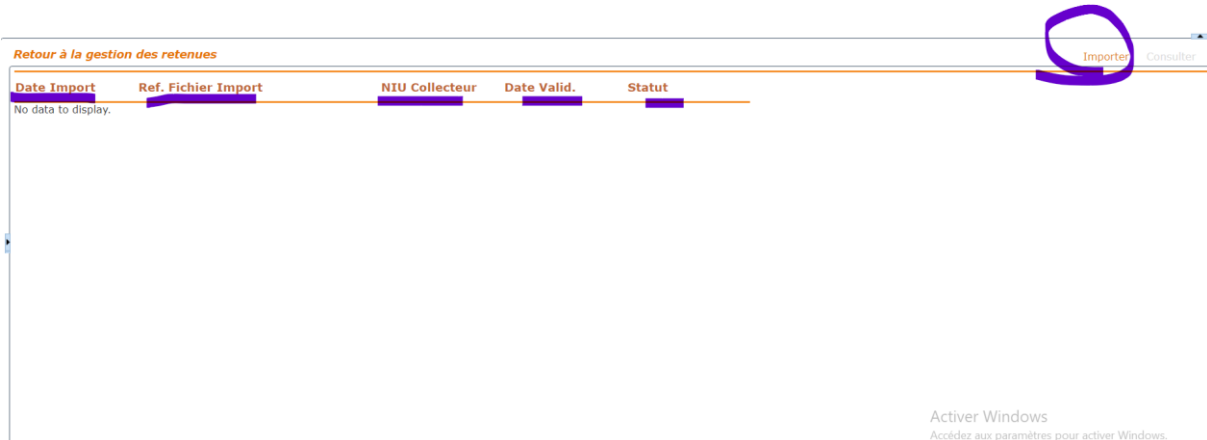 Retour à la gestion des retenues
Importer Consulter
Date Import Ref. Fichier Import NIU Collecteur Date Valid. Statut
No data to display.
Activer Windows
Accédez aux paramètres pour activer Windows.